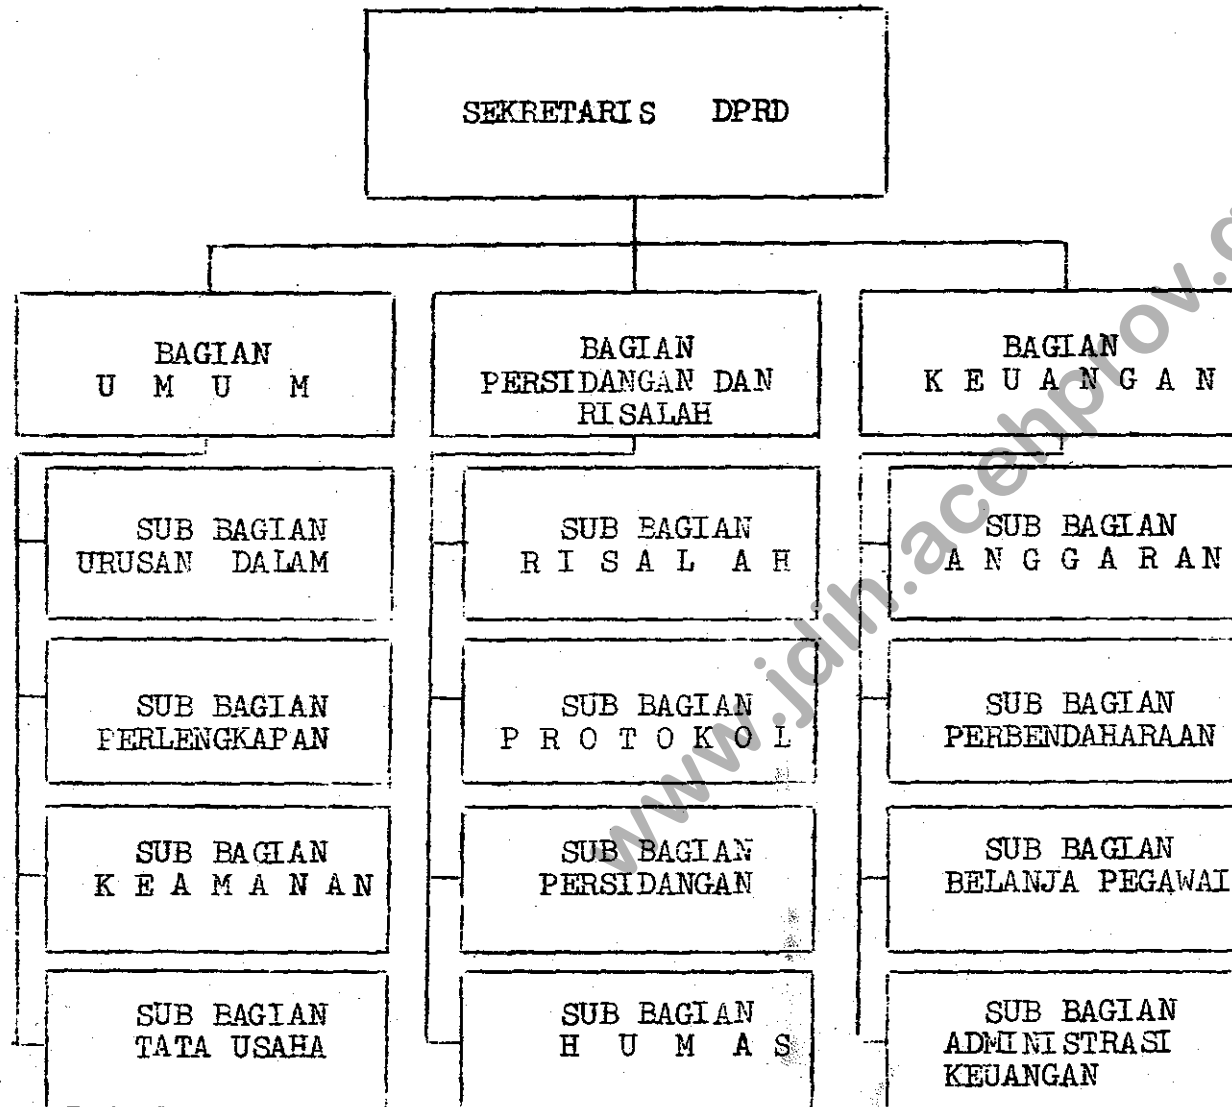 SEKRETARIS DPRD
BAGIAN
U M U M
BAGIAN
PERSIDANGAN DAN
RISALAH
BAGIAN
K E U A N G A N
SUB BAGIAN
URUSAN DALAM
SUB BAGIAN
PERLENGKAPAN
SUB BAGIAN
K E A M A N A N
SUB BAGIAN
TATA USAHA
SUB BAGIAN
R I S A L A H
SUB BAGIAN
P R O T O K O L
SUB BAGIAN
PERSIDANGAN
SUB BAGIAN
H U M A S
SUB BAGIAN
A N G G A R A N
SUB BAGIAN
PERBENDAHARAAN
SUB BAGIAN
BELANJA PEGAWAI
SUB BAGIAN
ADMINISTRASI
KEUANGAN
www.jdih.acehprov.g